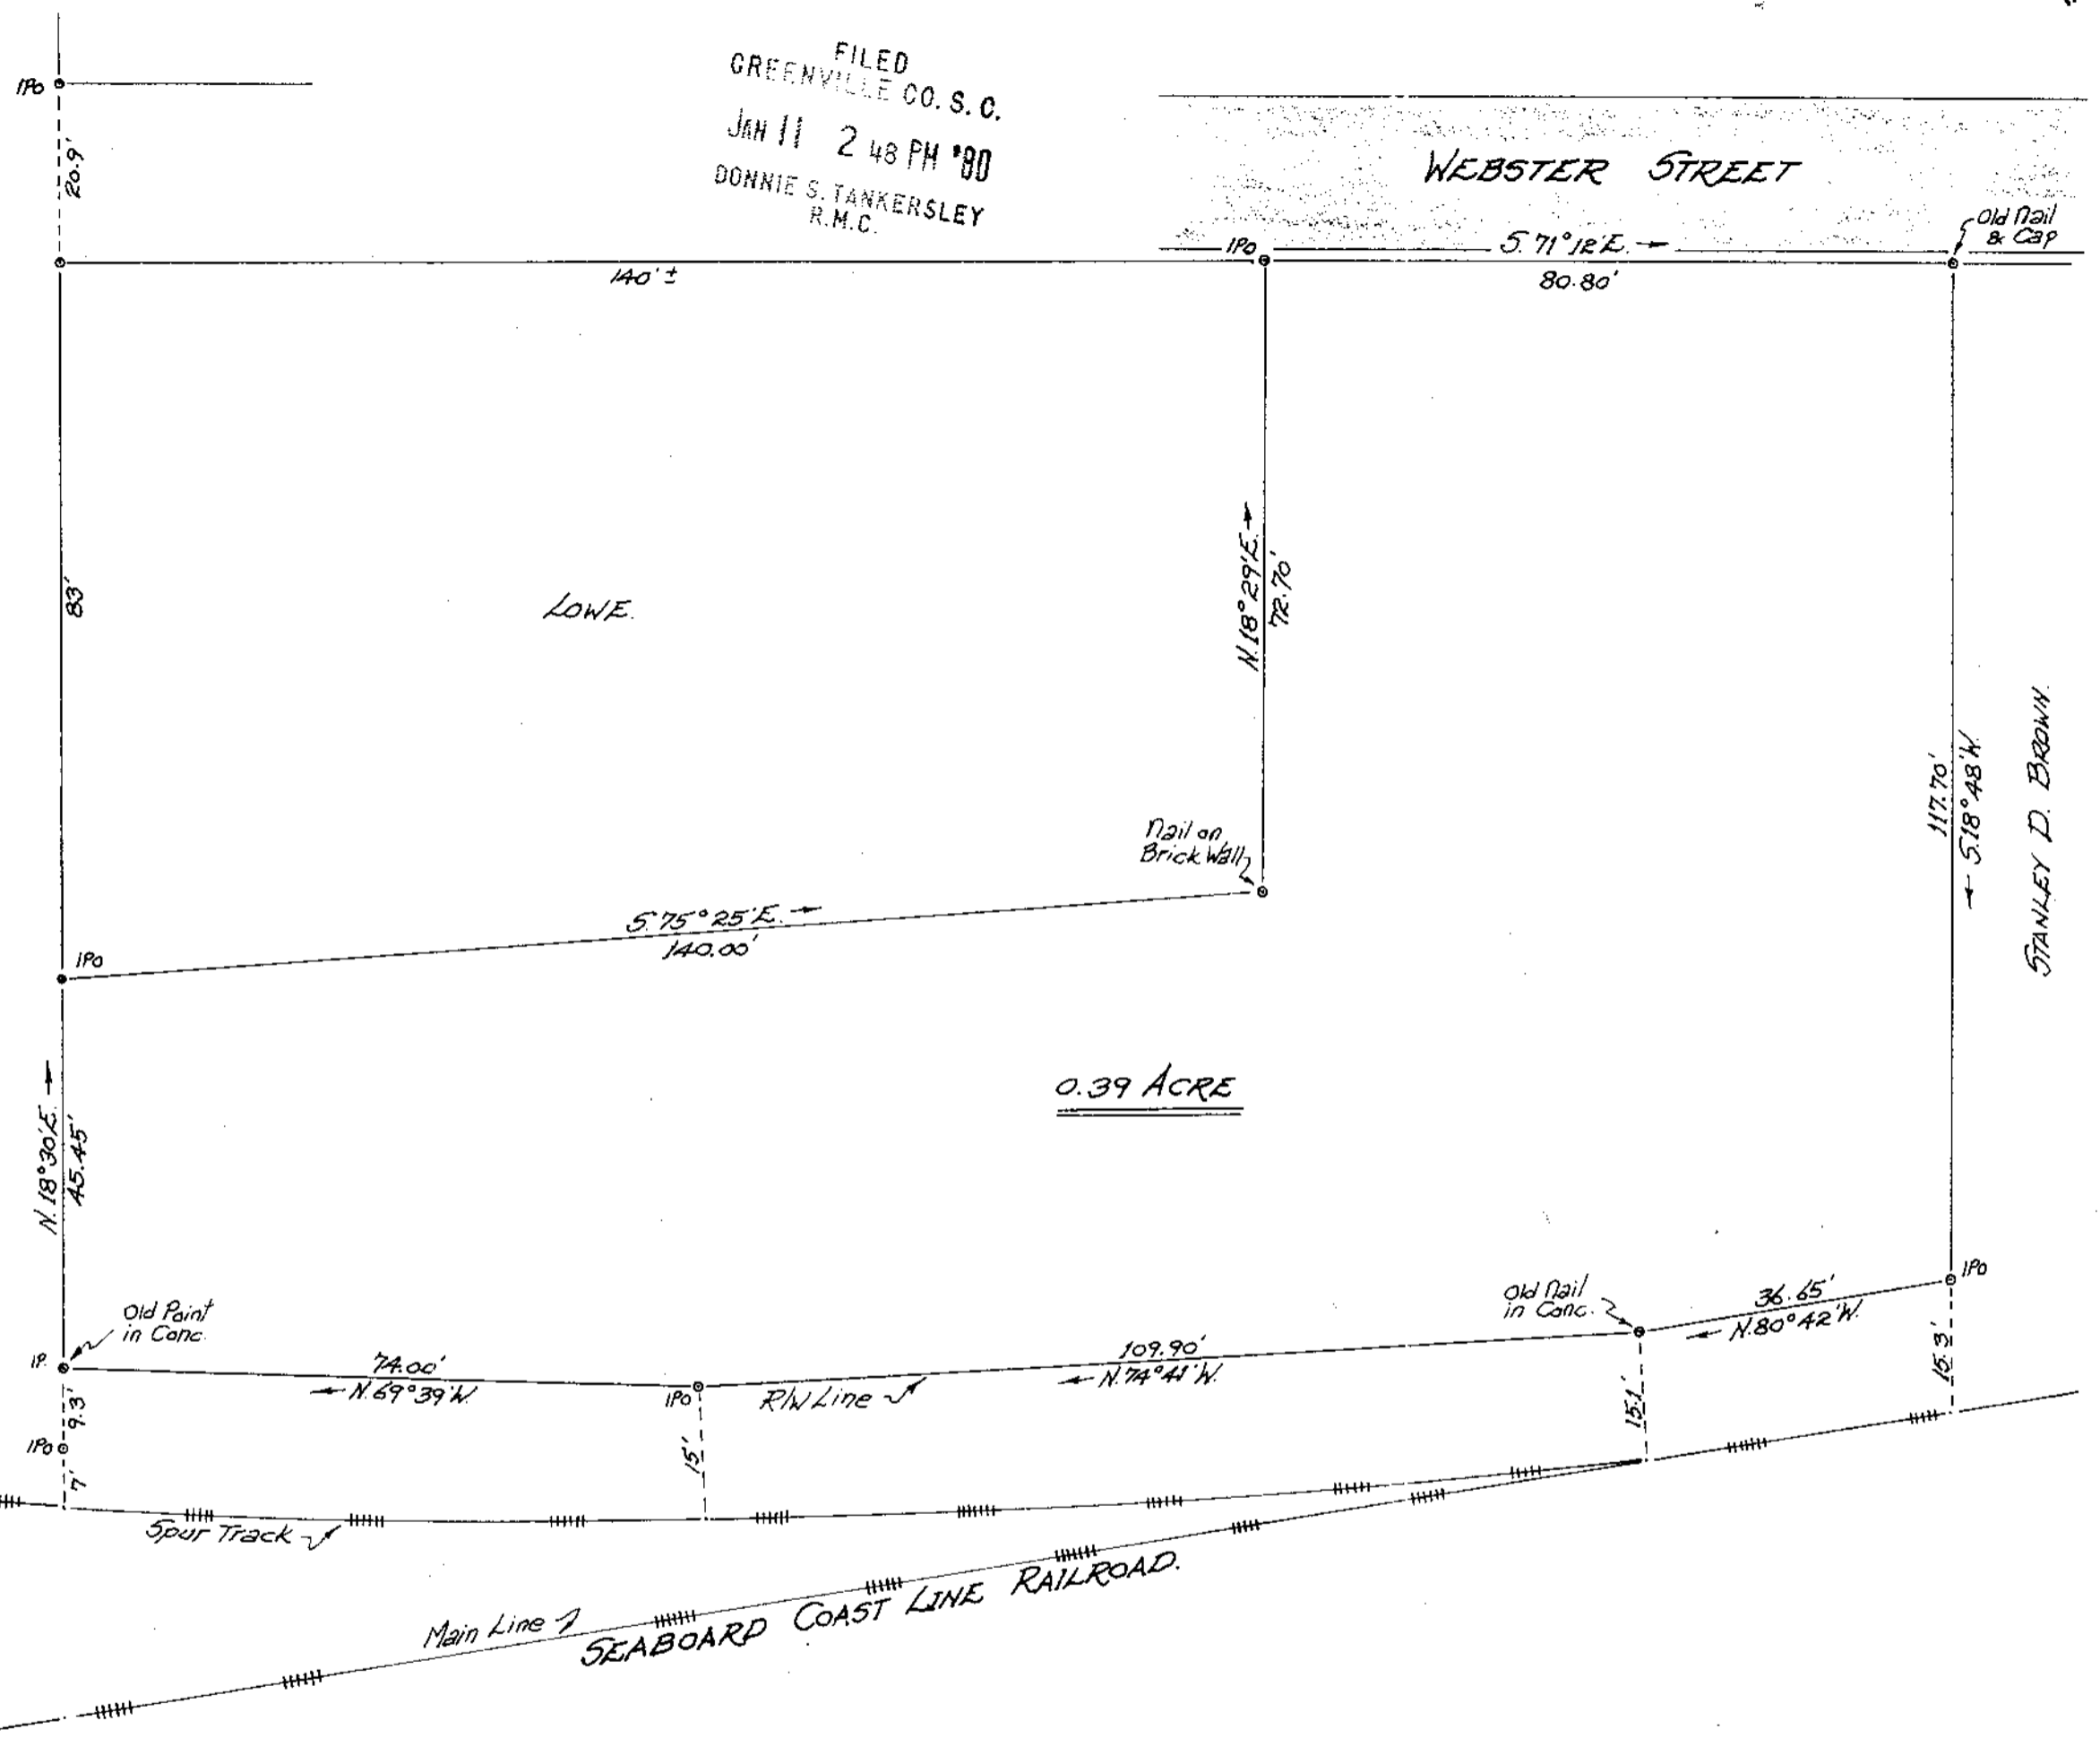 FILED
GREENVILLE CO. S. C.
JAN 11 2 48 PM '80
DONNIE S. TANKERSLEY
R.M.C.
IPO
20.9'
WEBSTER STREET
Old Nail
& Cap
IPO
S. 71° 12' E.
140' ±
80.80'
83'
LOWE.
N. 18° 29' E.
72.70'
117.70'
S. 18° 48' W.
STANLEY D. BROWN.
Nail on
Brick Wall
S. 75° 25' E.
140.00'
IPO
0.39 ACRE
N. 18° 30' E.
45.45'
Old Point
in Conc.
IP.
74.00'
N. 69° 39' W.
IPO
R/W Line
109.90'
N. 74° 41' W.
Old Nail
in Conc.
36.65'
N. 80° 42' W.
IPO
9.3'
IPO
7'
15'
15.1'
15.3'
Spur Track
Main Line
SEABOARD COAST LINE RAILROAD.